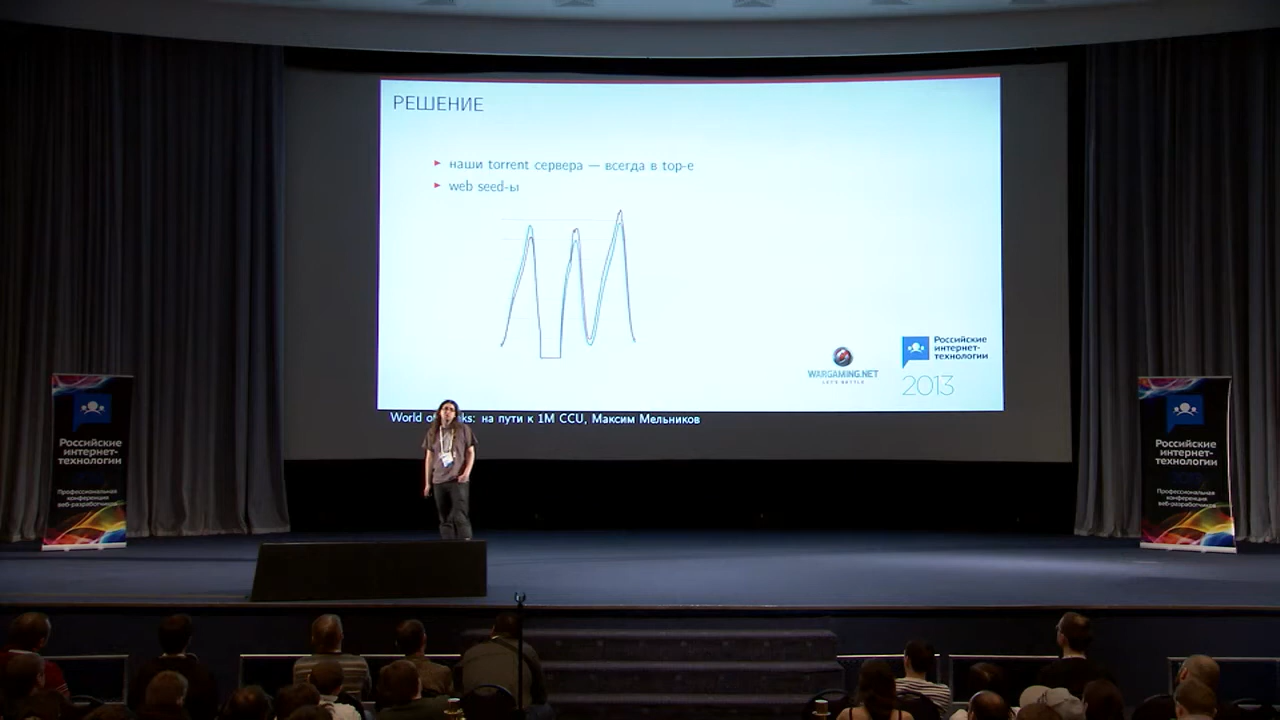 РЕШЕНИЕ
наши torrent сервера — всегда в top-е
web seed-ы
WARGAMING.NET
LET'S BATTLE
Российские
интернет-
технологии
2013
World of Tanks: на пути к 1M CCU, Максим Мельников
Российские
интернет-
технологии
Профессиональная
конференция
веб-разработчиков
Российские
интернет-
технологии
Профессиональная
конференция
веб-разработчиков